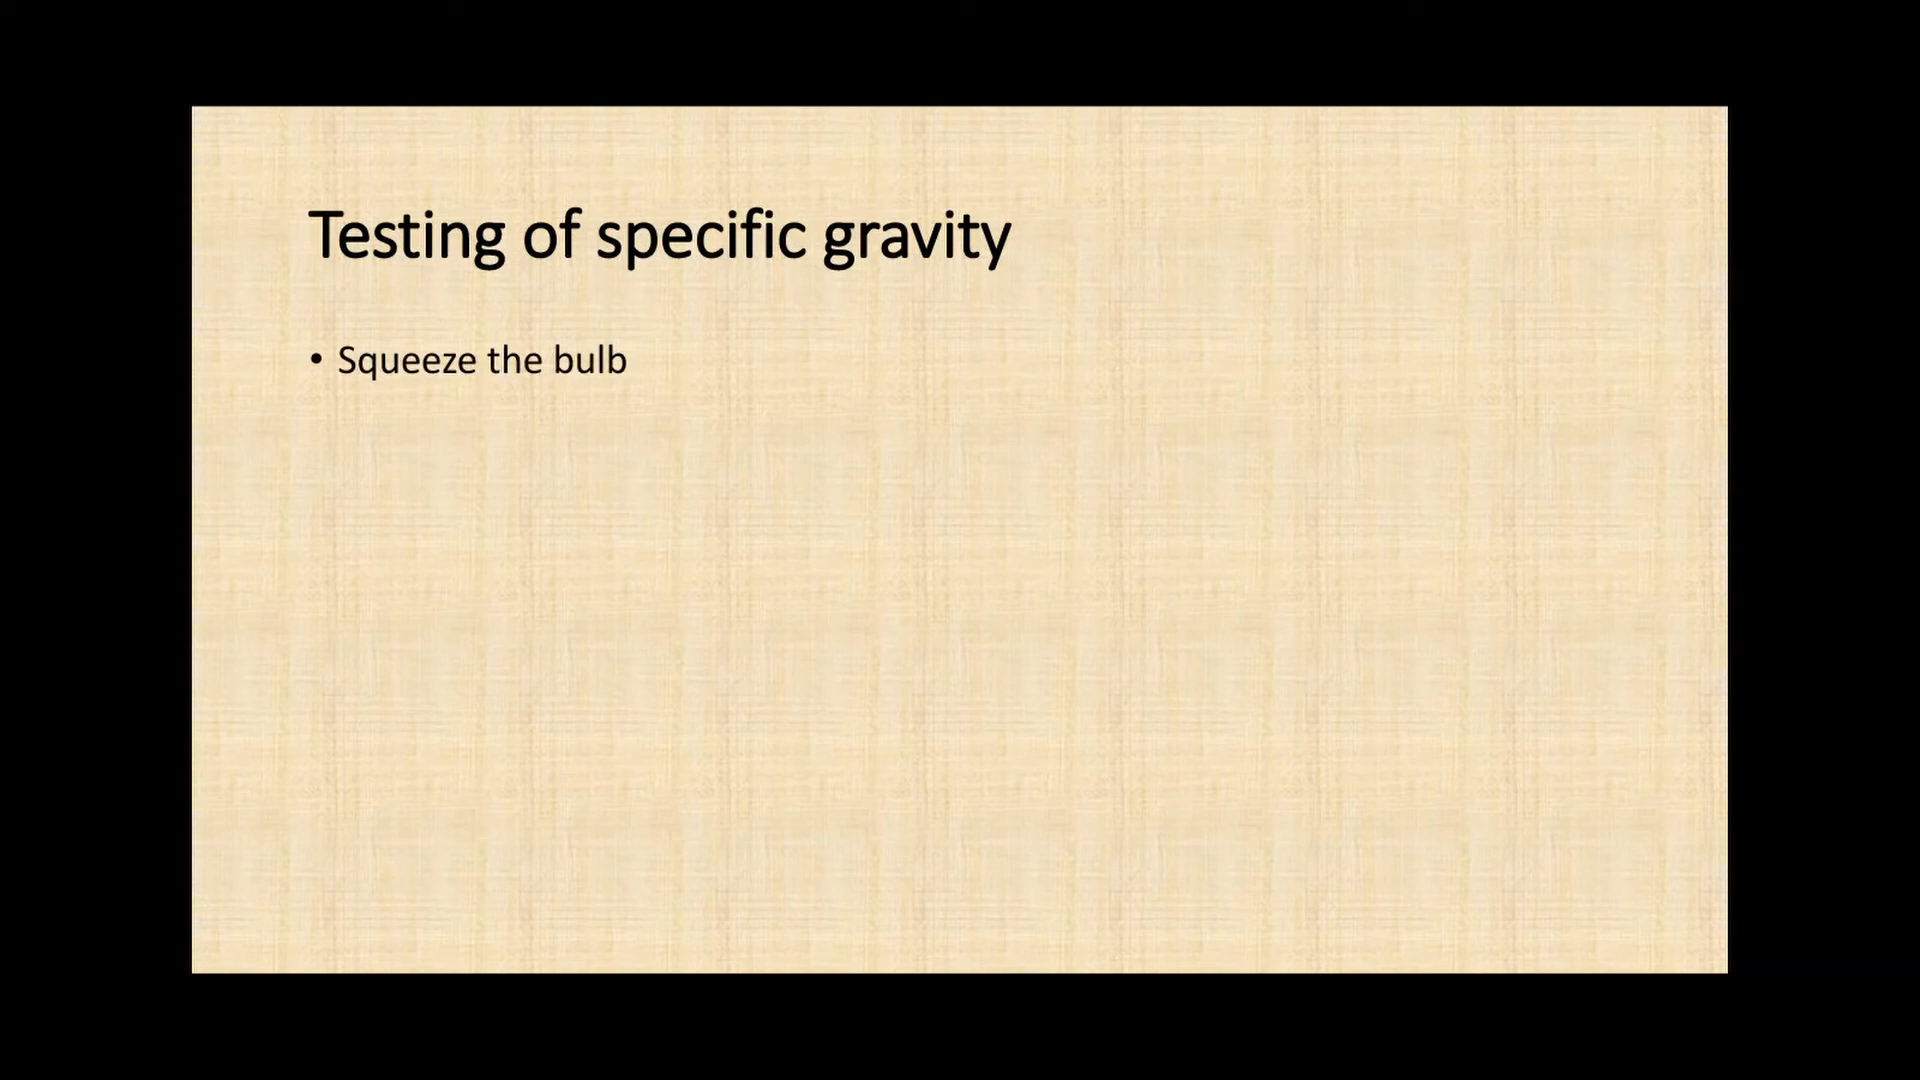 Testing of specific gravity
• Squeeze the bulb